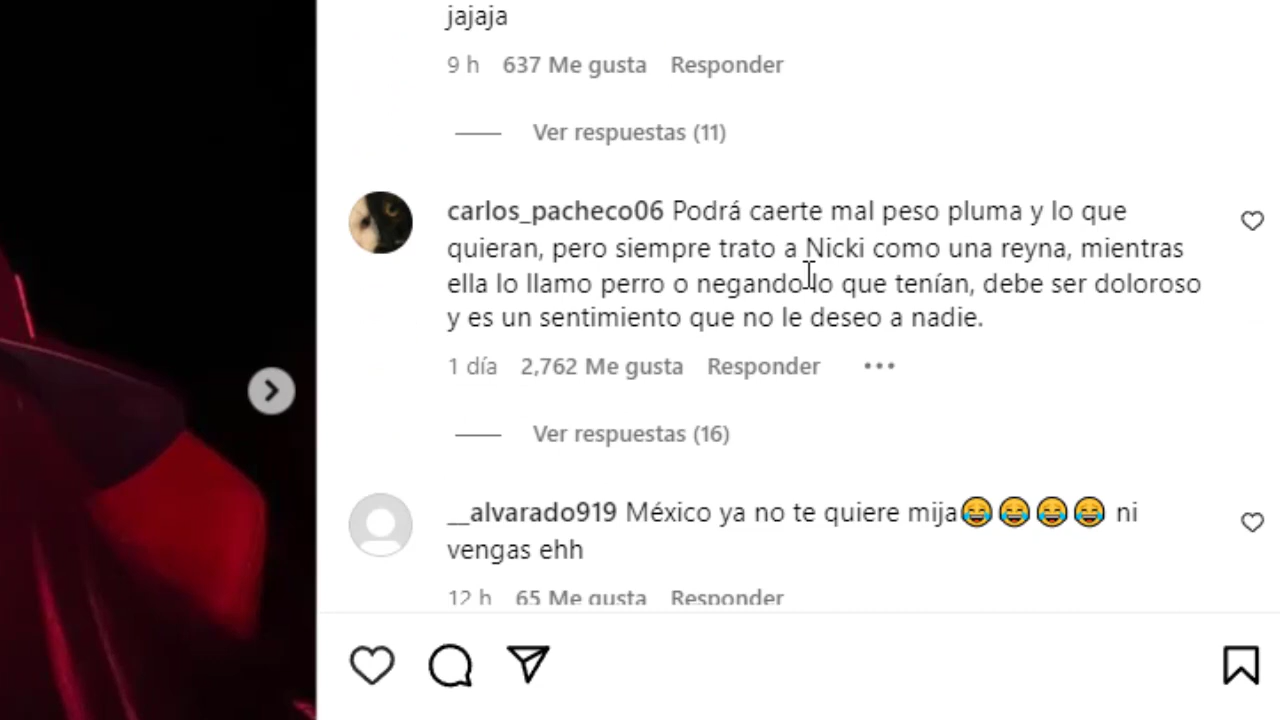 jajaja
9 h 637 Me gusta Responder
Ver respuestas (11)
carlos_pacheco06 Podrá caerte mal peso pluma y lo que
quieran, pero siempre trato a Nicki como una reyna, mientras
ella lo llamo perro o negando lo que tenían, debe ser doloroso
y es un sentimiento que no le deseo a nadie.
1 día 2,762 Me gusta Responder •••
Ver respuestas (16)
__alvarado919 México ya no te quiere mija😂😂😂😂 ni
vengas ehh
12 h 65 Me gusta Responder